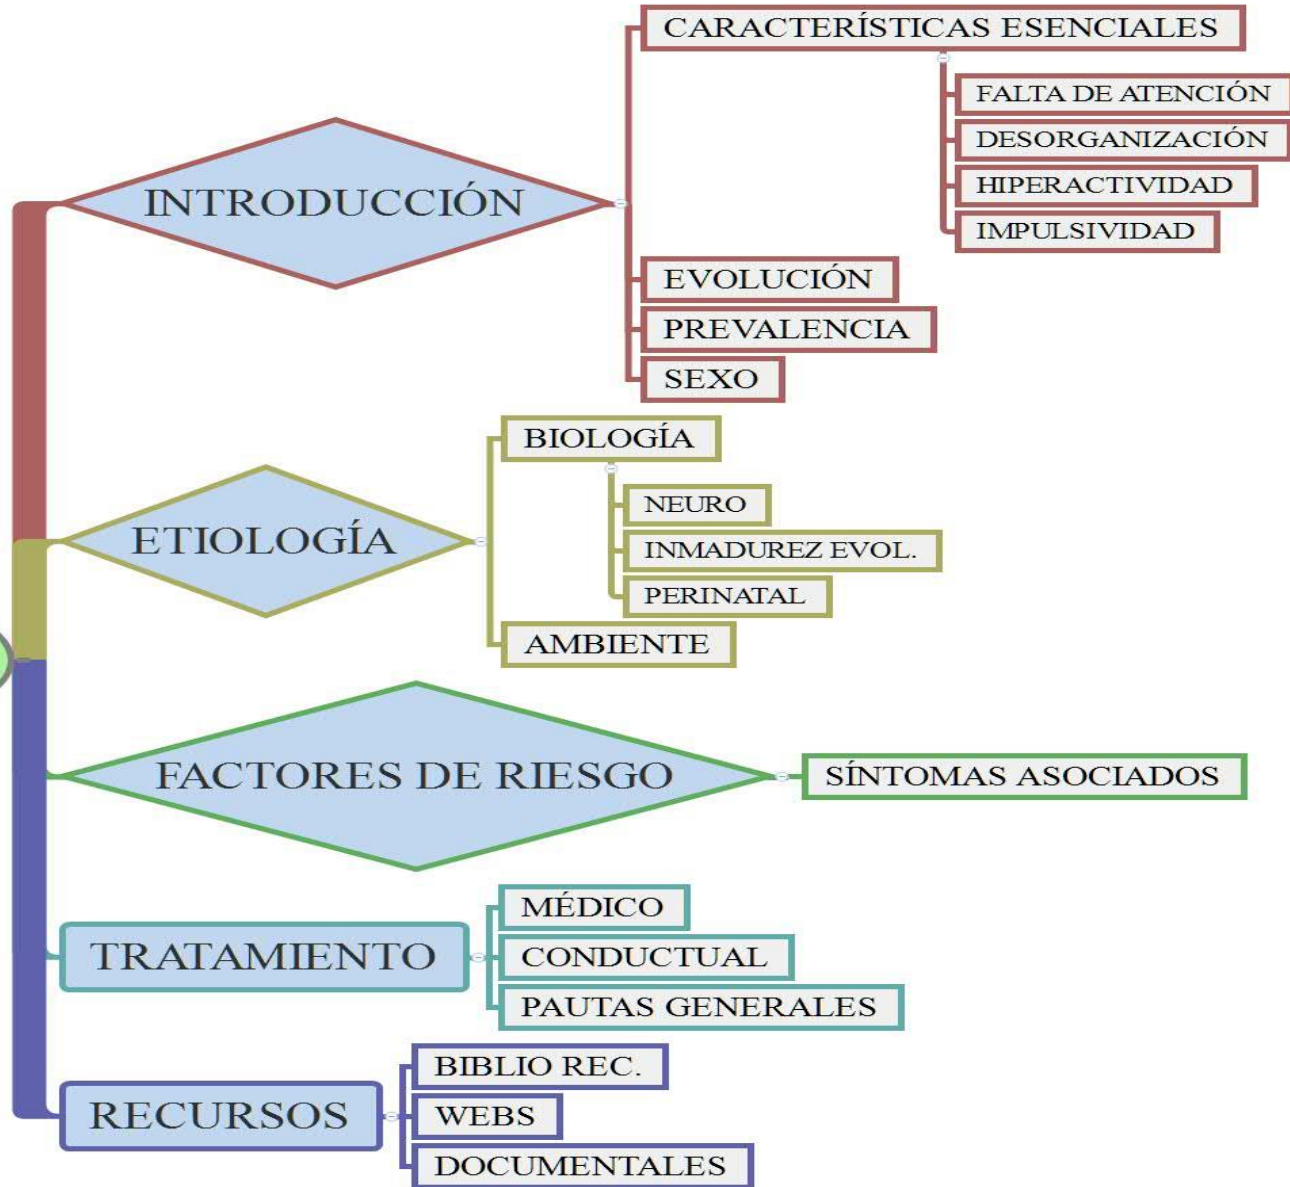 CARACTERÍSTICAS ESENCIALES
FALTA DE ATENCIÓN
DESORGANIZACIÓN
HIPERACTIVIDAD
IMPULSIVIDAD
INTRODUCCIÓN
EVOLUCIÓN
PREVALENCIA
SEXO
BIOLOGÍA
NEURO
ETIOLOGÍA
INMADUREZ EVOL.
PERINATAL
AMBIENTE
FACTORES DE RIESGO
SÍNTOMAS ASOCIADOS
MÉDICO
TRATAMIENTO
CONDUCTUAL
PAUTAS GENERALES
BIBLIO REC.
RECURSOS
WEBS
DOCUMENTALES